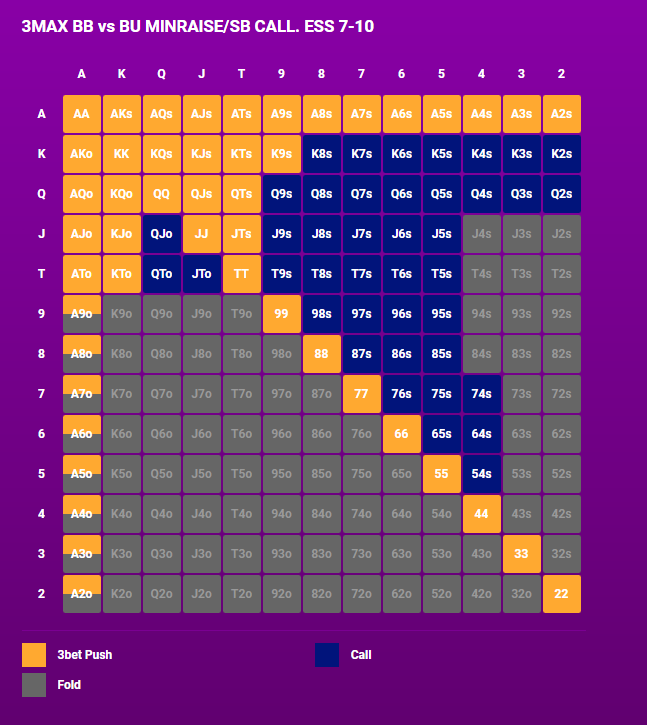 3MAX BB vs BU MINRAISE/SB CALL. ESS 7-10
A K Q J T 9 8 7 6 5 4 3 2
A AA AKs AQs AJs ATs A9s A8s A7s A6s A5s A4s A3s A2s
K AKo KK KQs KJs KTs K9s K8s K7s K6s K5s K4s K3s K2s
Q AQo KQo QQ QJs QTs Q9s Q8s Q7s Q6s Q5s Q4s Q3s Q2s
J AJo KJo QJo JJ JTs J9s J8s J7s J6s J5s J4s J3s J2s
T ATo KTo QTo JTo TT T9s T8s T7s T6s T5s T4s T3s T2s
9 A9o K9o Q9o J9o T9o 99 98s 97s 96s 95s 94s 93s 92s
8 A8o K8o Q8o J8o T8o 98o 88 87s 86s 85s 84s 83s 82s
7 A7o K7o Q7o J7o T7o 97o 87o 77 76s 75s 74s 73s 72s
6 A6o K6o Q6o J6o T6o 96o 86o 76o 66 65s 64s 63s 62s
5 A5o K5o Q5o J5o T5o 95o 85o 75o 65o 55 54s 53s 52s
4 A4o K4o Q4o J4o T4o 94o 84o 74o 64o 54o 44 43s 42s
3 A3o K3o Q3o J3o T3o 93o 83o 73o 63o 53o 43o 33 32s
2 A2o K2o Q2o J2o T2o 92o 82o 72o 62o 52o 42o 32o 22
3bet Push Call
Fold